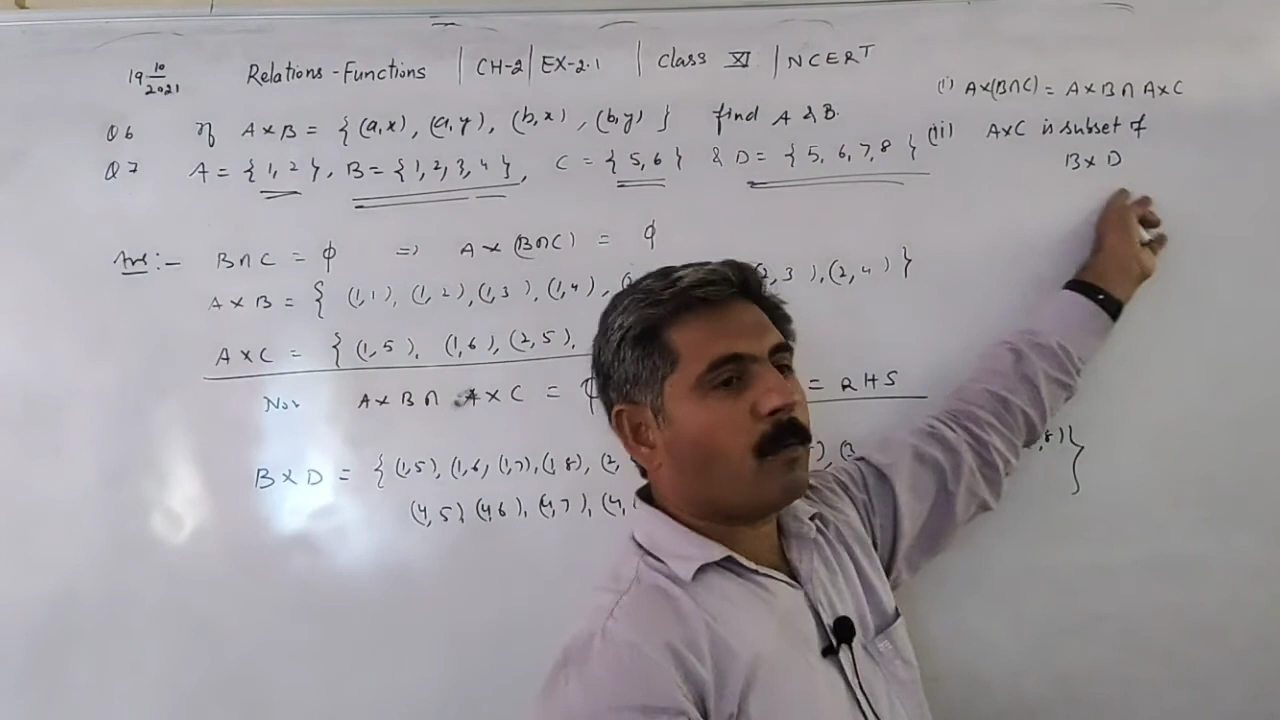 19 10/2021 Relations-Functions | CH-2 | EX-2.1 | Class XI | NCERT
Q6 If A×B = {(a,x), (a,y), (b,x), (b,y)} find A & B.
Q7 A = {1,2}, B = {1,2,3,4}, C = {5,6} & D = {5,6,7,8}
(i) A×(B∩C) = A×B∩A×C
(ii) A×C is subset of
B×D
Ans:- B∩C = ϕ ⇒ A×(B∩C) = ϕ
A×B = { (1,1), (1,2), (1,3), (1,4), 2,3), (2,4) }
A×C = { (1,5), (1,6), (2,5),
Now A×B∩A×C = ϕ = RHS
B×D = {(1,5), (1,6, (1,7), (1,8), (2, ), (3 ,8)}
(4,5), (4,6), (4,7), (4,